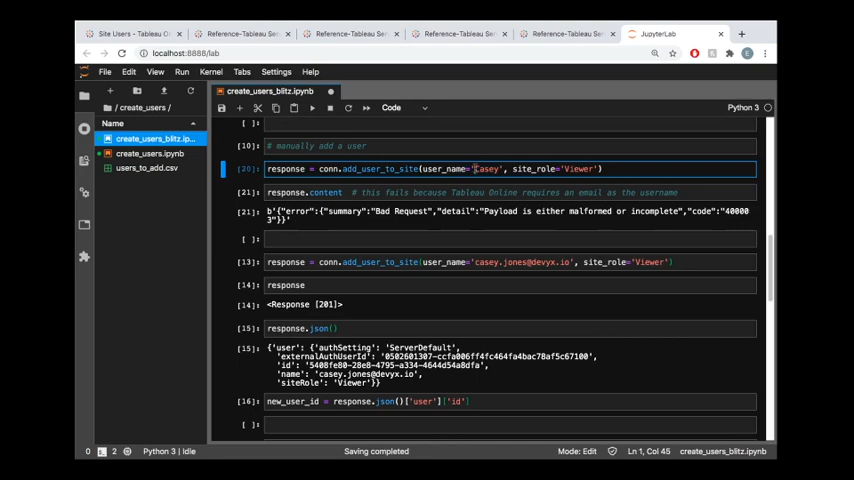 Site Users - Tableau On
Reference-Tableau Ser
Reference-Tableau Ser
Reference-Tableau Ser
Reference-Tableau Ser
JupyterLab
localhost:8888/lab
E
File Edit View Run Kernel Tabs Settings Help
create_users_blitz.ipynb
Code
Python 3
/ create_users /
Name
create_users_blitz.ip...
create_users.ipynb
users_to_add.csv
[ ]:
[10]: # manually add a user
[20]: response = conn.add_user_to_site(user_name='Casey', site_role='Viewer')
[21]: response.content # this fails because Tableau Online requires an email as the username
[21]: b'{"error":{"summary":"Bad Request","detail":"Payload is either malformed or incomplete","code":"40000
3"}}'
[ ]:
[13]: response = conn.add_user_to_site(user_name='casey.jones@devyx.io', site_role='Viewer')
[14]: response
[14]: <Response [201]>
[15]: response.json()
[15]: {'user': {'authSetting': 'ServerDefault',
'externalAuthUserId': '0502601307-ccfa006ff4fc464fa4bac78af5c67100',
'id': '5408fe80-28e8-4795-a334-4644d54a8dfa',
'name': 'casey.jones@devyx.io',
'siteRole': 'Viewer'}}
[16]: new_user_id = response.json()['user']['id']
[ ]:
0 2 Python 3 | Idle Saving completed Mode: Edit Ln 1, Col 45 create_users_blitz.ipynb